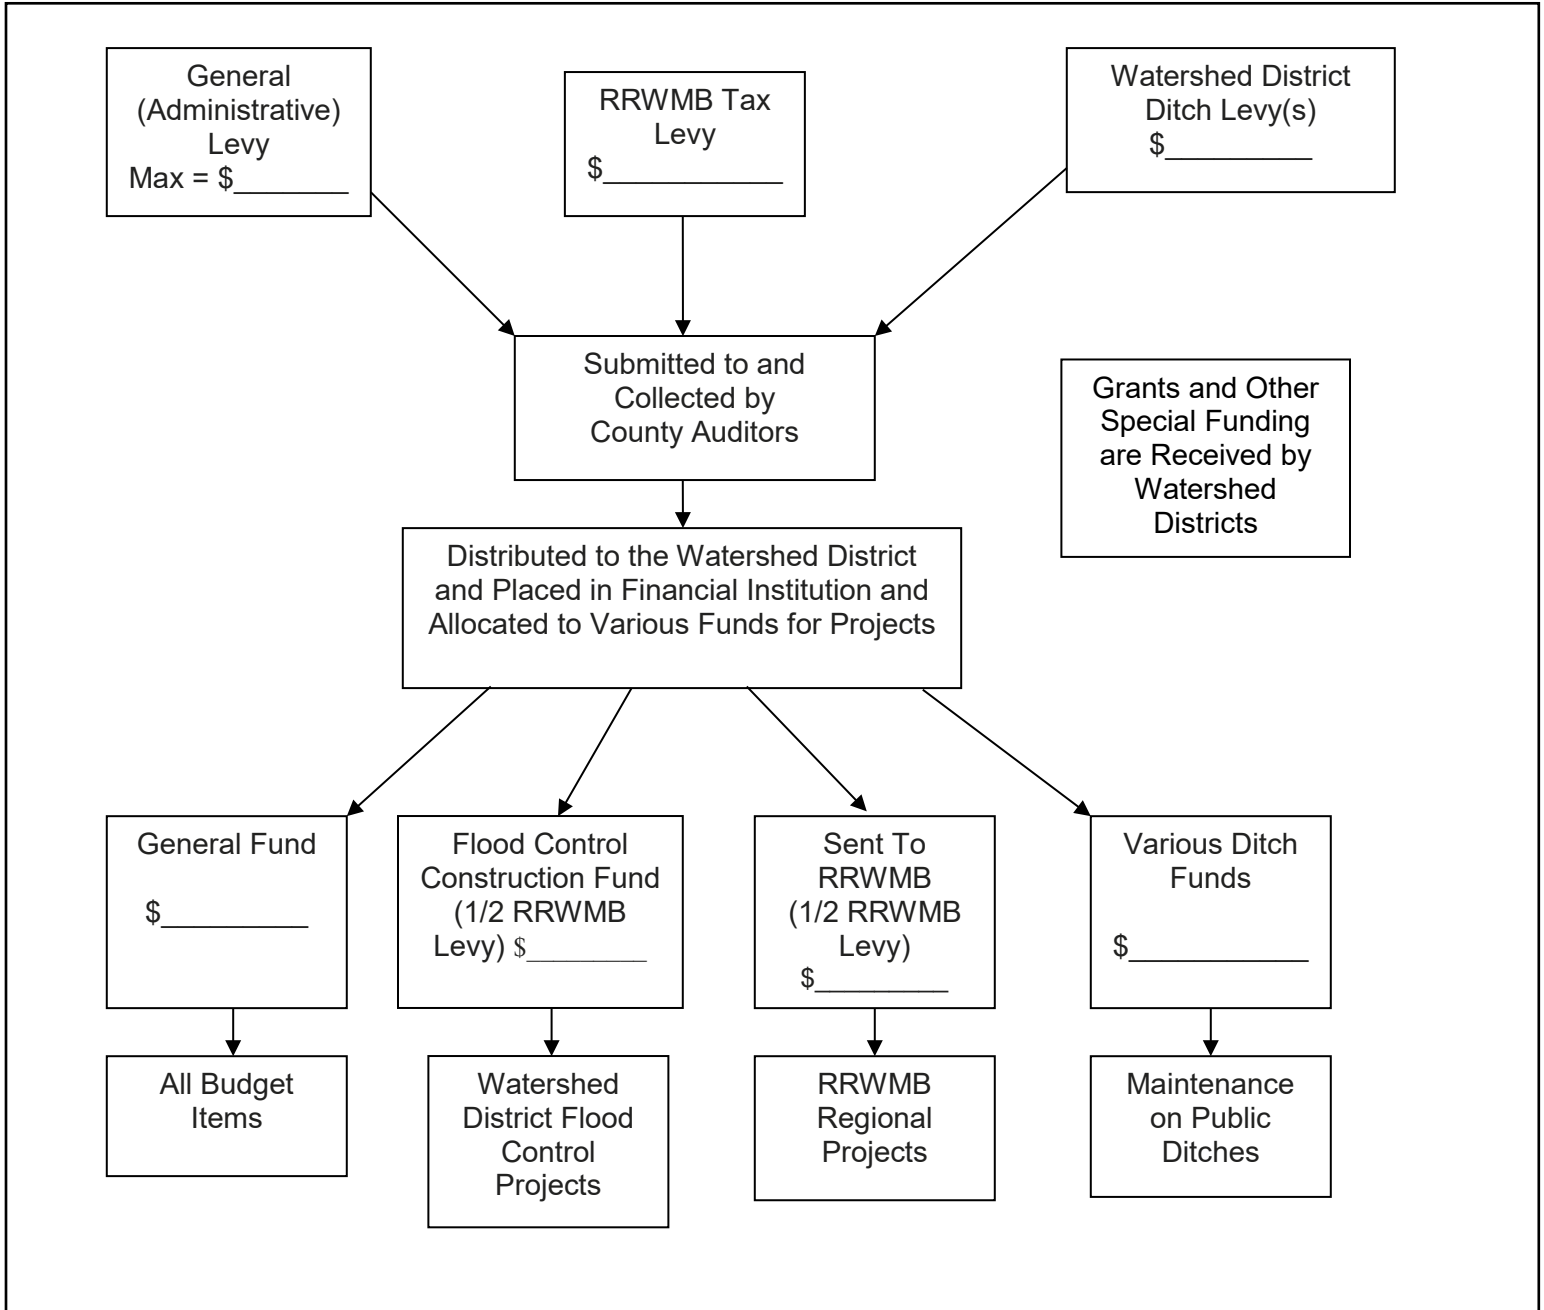 General
(Administrative)
Levy
Max = $_______
RRWMB Tax
Levy
$___________
Watershed District
Ditch Levy(s)
$_________
Submitted to and
Collected by
County Auditors
Grants and Other
Special Funding
are Received by
Watershed
Districts
Distributed to the Watershed District
and Placed in Financial Institution and
Allocated to Various Funds for Projects
General Fund
$_________
Flood Control
Construction Fund
(1/2 RRWMB
Levy) $________
Sent To
RRWMB
(1/2 RRWMB
Levy)
$________
Various Ditch
Funds
$___________
All Budget
Items
Watershed
District Flood
Control
Projects
RRWMB
Regional
Projects
Maintenance
on Public
Ditches